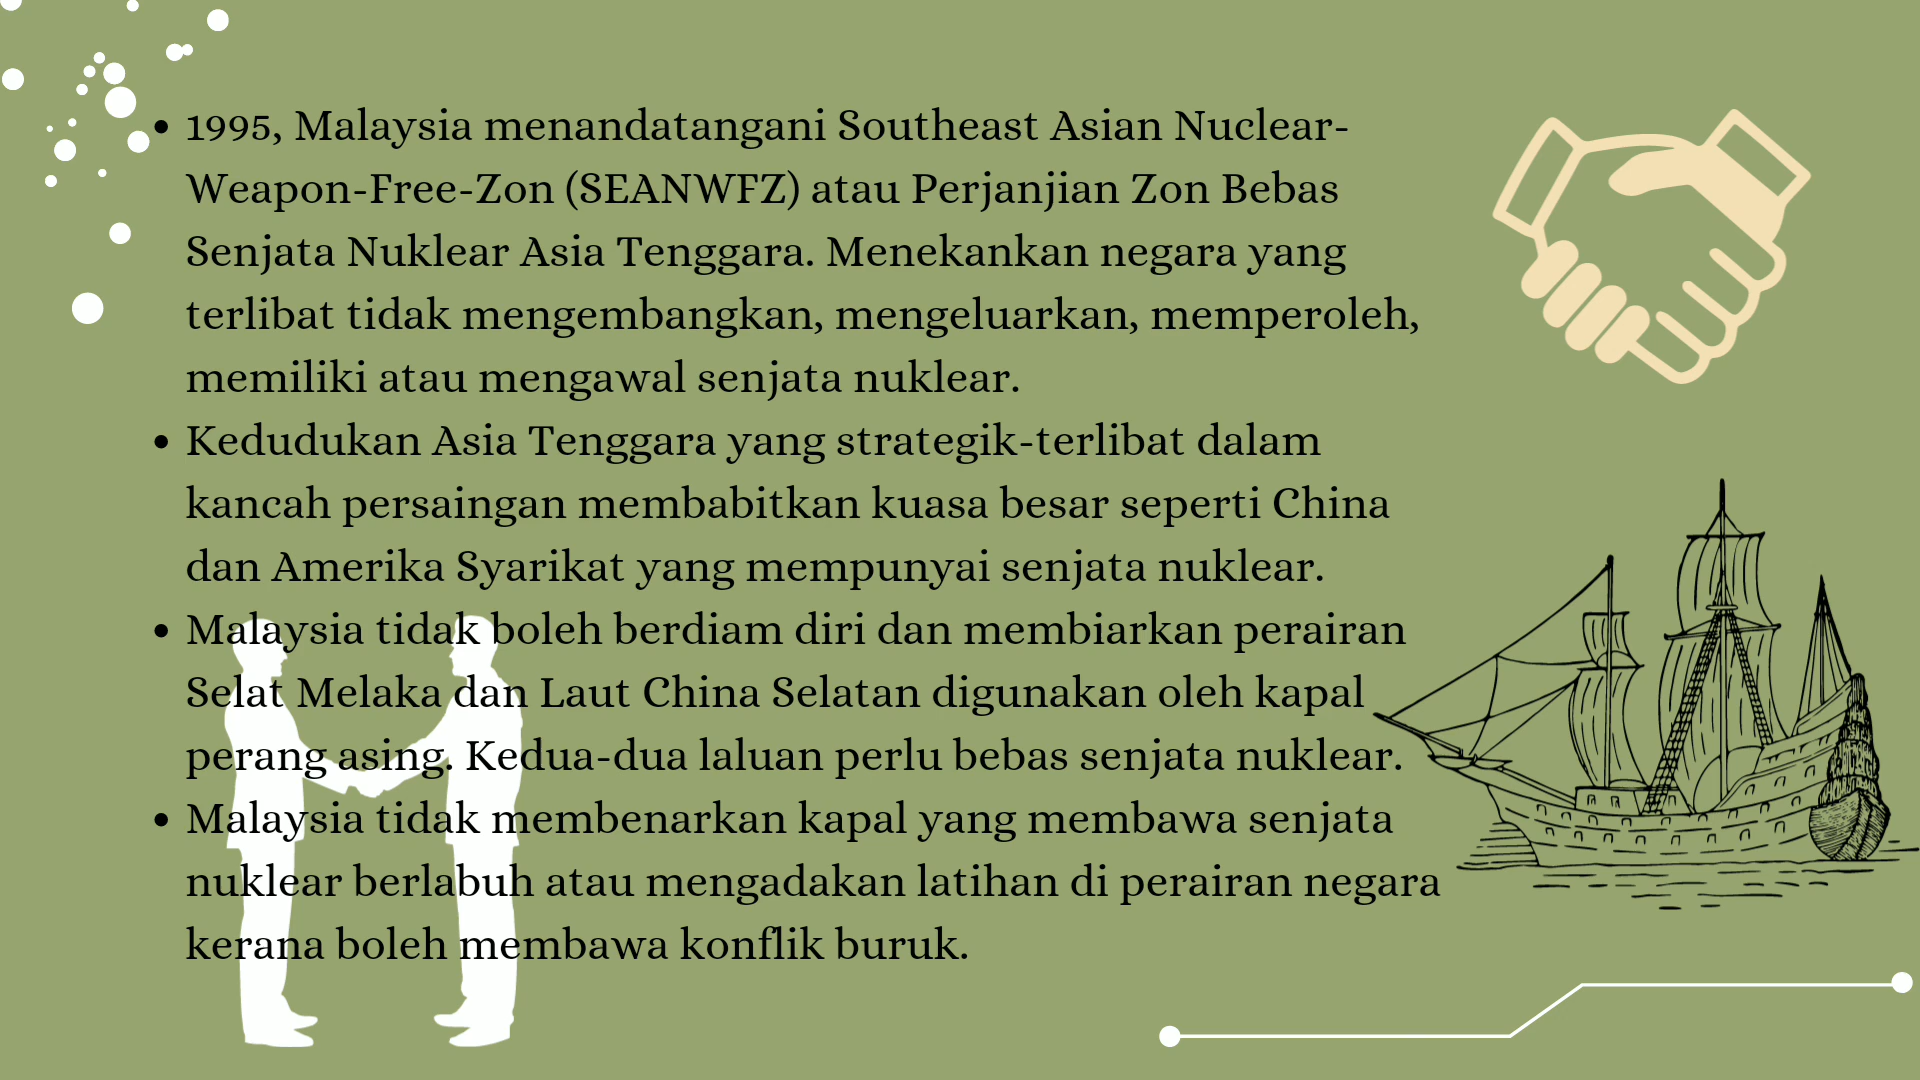 • 1995, Malaysia menandatangani Southeast Asian Nuclear-
Weapon-Free-Zon (SEANWFZ) atau Perjanjian Zon Bebas
Senjata Nuklear Asia Tenggara. Menekankan negara yang
terlibat tidak mengembangkan, mengeluarkan, memperoleh,
memiliki atau mengawal senjata nuklear.
• Kedudukan Asia Tenggara yang strategik-terlibat dalam
kancah persaingan membabitkan kuasa besar seperti China
dan Amerika Syarikat yang mempunyai senjata nuklear.
• Malaysia tidak boleh berdiam diri dan membiarkan perairan
Selat Melaka dan Laut China Selatan digunakan oleh kapal
perang asing. Kedua-dua laluan perlu bebas senjata nuklear.
• Malaysia tidak membenarkan kapal yang membawa senjata
nuklear berlabuh atau mengadakan latihan di perairan negara
kerana boleh membawa konflik buruk.